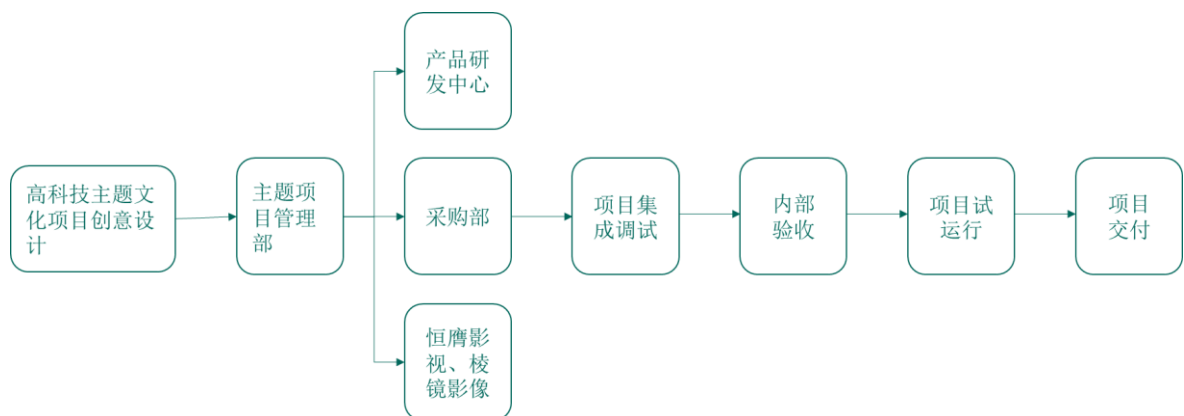 产品研
发中心
高科技主题文
化项目创意设
计
主题项
目管理
部
采购部
项目集
成调试
内部
验收
项目试
运行
项目
交付
恒膺影
视、棱
镜影像